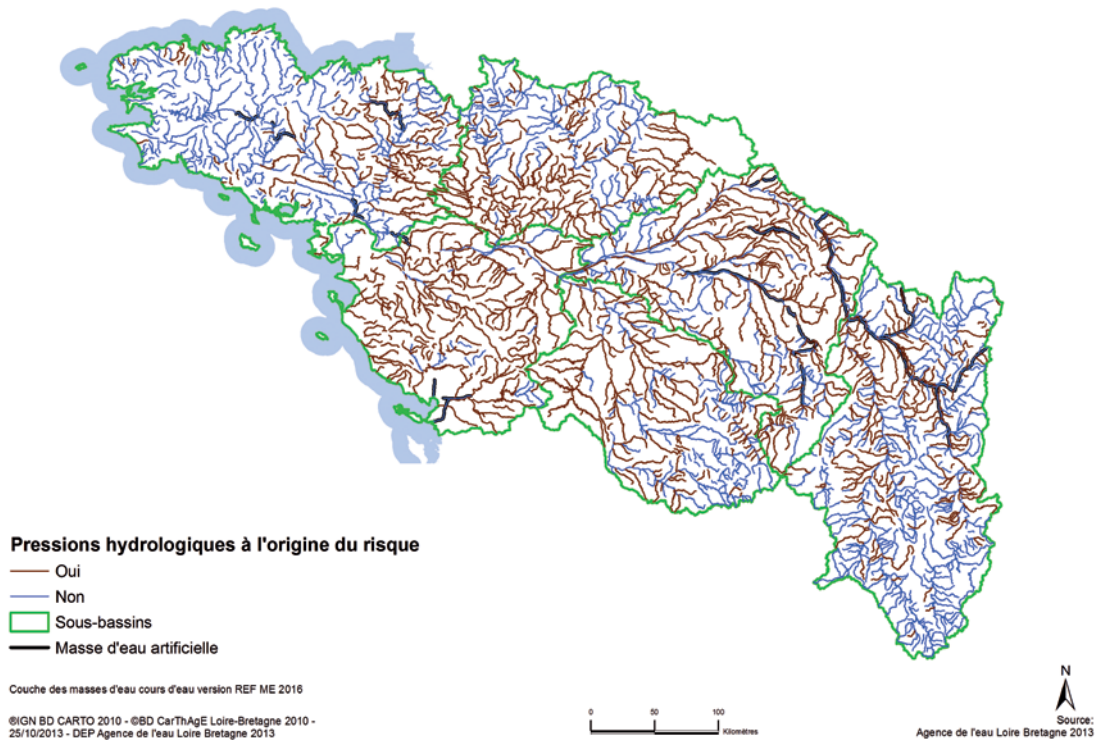 Pressions hydrologiques à l'origine du risque
Oui
Non
Sous-bassins
Masse d'eau artificielle
Couche des masses d'eau cours d'eau version REF ME 2016
®IGN BD CARTO 2010 - ©BD CarThAgE Loire-Bretagne 2010 -
25/10/2013 - DEP Agence de l'eau Loire Bretagne 2013
0 50 100
Kilomètres
N
Source:
Agence de l'eau Loire Bretagne 2013